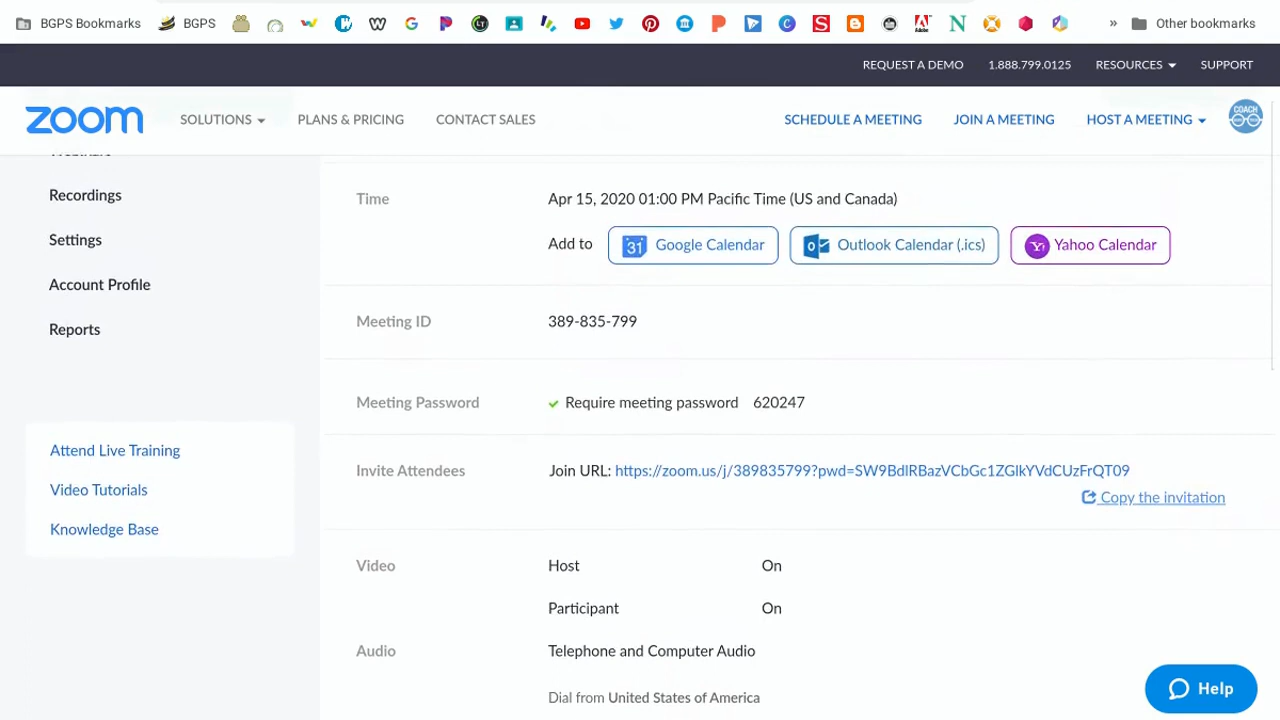 BGPS Bookmarks BGPS » Other bookmarks
REQUEST A DEMO 1.888.799.0125 RESOURCES SUPPORT
zoom SOLUTIONS PLANS & PRICING CONTACT SALES SCHEDULE A MEETING JOIN A MEETING HOST A MEETING COACH
Recordings
Settings
Account Profile
Reports
Attend Live Training
Video Tutorials
Knowledge Base
Time Apr 15, 2020 01:00 PM Pacific Time (US and Canada)
Add to 31 Google Calendar Outlook Calendar (.ics) Yahoo Calendar
Meeting ID 389-835-799
Meeting Password Require meeting password 620247
Invite Attendees Join URL: https://zoom.us/j/389835799?pwd=SW9BdlRBazVCbGc1ZGlkYVdCUzFrQT09
Copy the invitation
Video Host On
Participant On
Audio Telephone and Computer Audio
Dial from United States of America
Help